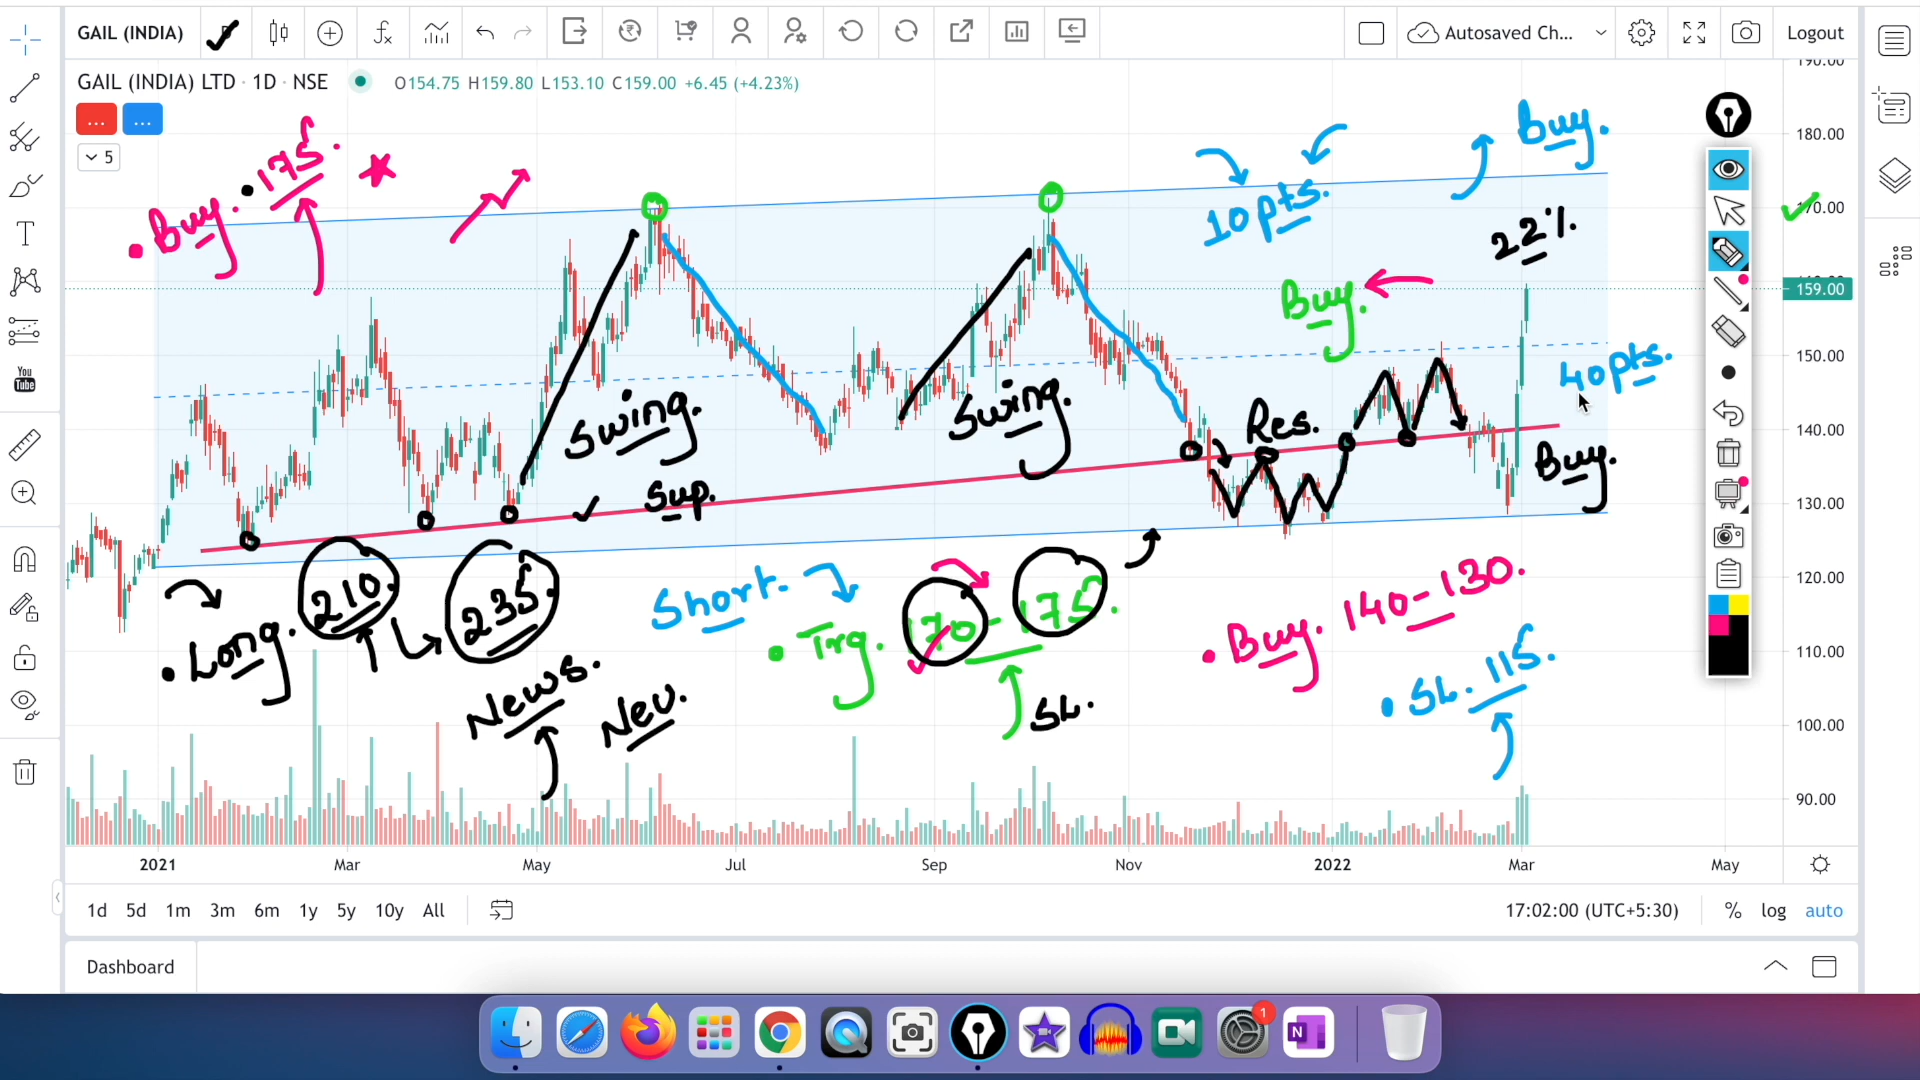 GAIL (INDIA)
Autosaved Ch...
Logout
GAIL (INDIA) LTD · 1D · NSE
O154.75 H159.80 L153.10 C159.00 +6.45 (+4.23%)
... ...
5
T
You
Tube
190.00
180.00
170.00
159.00
150.00
140.00
130.00
120.00
110.00
100.00
90.00
Buy. 175.
10 pts.
Buy.
22%.
Buy.
40 pts.
Swing.
Swing.
Res.
Buy.
Sup.
Long. 210. 235.
Short.
Trg. 170 - 175.
Buy. 140 - 130.
SL. 115.
News. Neu.
SL.
2021 Mar May Jul Sep Nov 2022 Mar May
1d 5d 1m 3m 6m 1y 5y 10y All
17:02:00 (UTC+5:30) % log auto
Dashboard
1
N